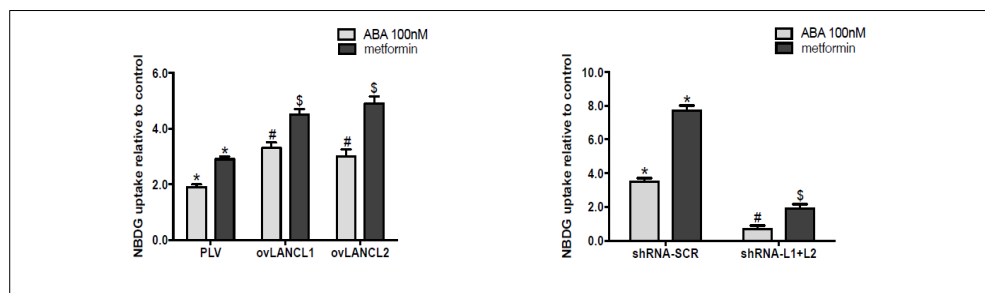 ABA 100nM
metformin
NBDG uptake relative to control
6.0
4.0
2.0
0.0
* * # $ # $
PLV ovLANCL1 ovLANCL2
ABA 100nM
metformin
NBDG uptake relative to control
10.0
8.0
6.0
4.0
2.0
0.0
* * # $
shRNA-SCR shRNA-L1+L2